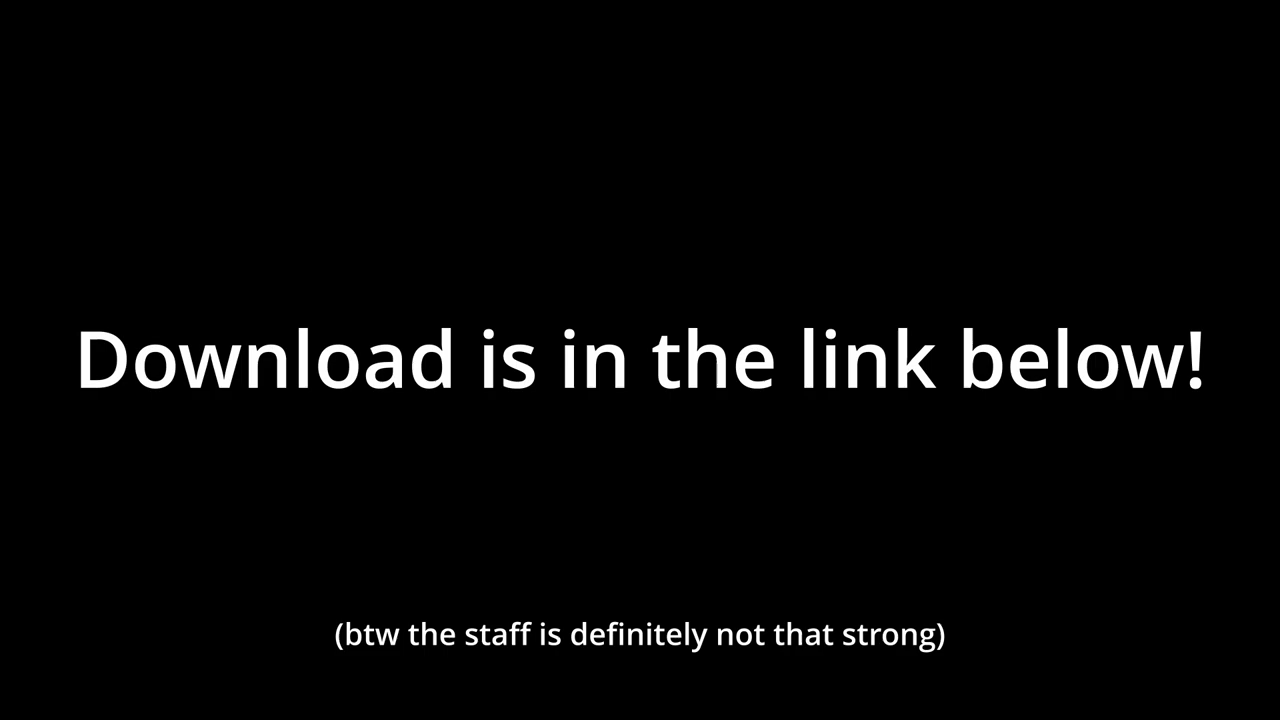 Download is in the link below!
(btw the staff is definitely not that strong)